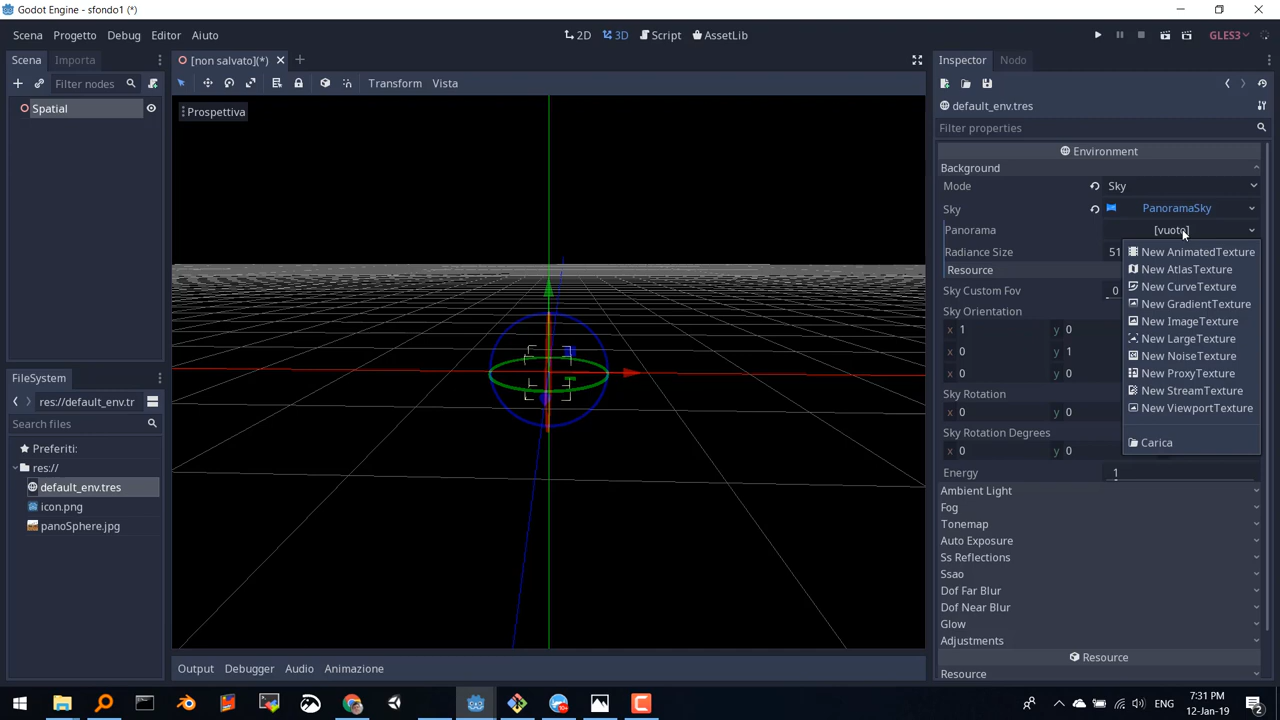 Godot Engine - sfondo1 (*)
Scena Progetto Debug Editor Aiuto
2D 3D Script AssetLib
GLES3
Scena Importa
[non salvato](*)
Inspector Nodo
Filter nodes
Transform Vista
Spatial
Prospettiva
default_env.tres
Filter properties
Environment
Background
Mode Sky
Sky PanoramaSky
Panorama [vuoto]
Radiance Size 51
Resource
Sky Custom Fov 0
Sky Orientation
x 1 y 0
x 0 y 1
x 0 y 0
Sky Rotation
x 0 y 0
Sky Rotation Degrees
x 0 y 0
Energy 1
Ambient Light
Fog
Tonemap
Auto Exposure
Ss Reflections
Ssao
Dof Far Blur
Dof Near Blur
Glow
Adjustments
Resource
Resource
New AnimatedTexture
New AtlasTexture
New CurveTexture
New GradientTexture
New ImageTexture
New LargeTexture
New NoiseTexture
New ProxyTexture
New StreamTexture
New ViewportTexture
Carica
FileSystem
res://default_env.tr
Search files
Preferiti:
res://
default_env.tres
icon.png
panoSphere.jpg
Output Debugger Audio Animazione
10+
ENG
7:31 PM
12-Jan-19
2